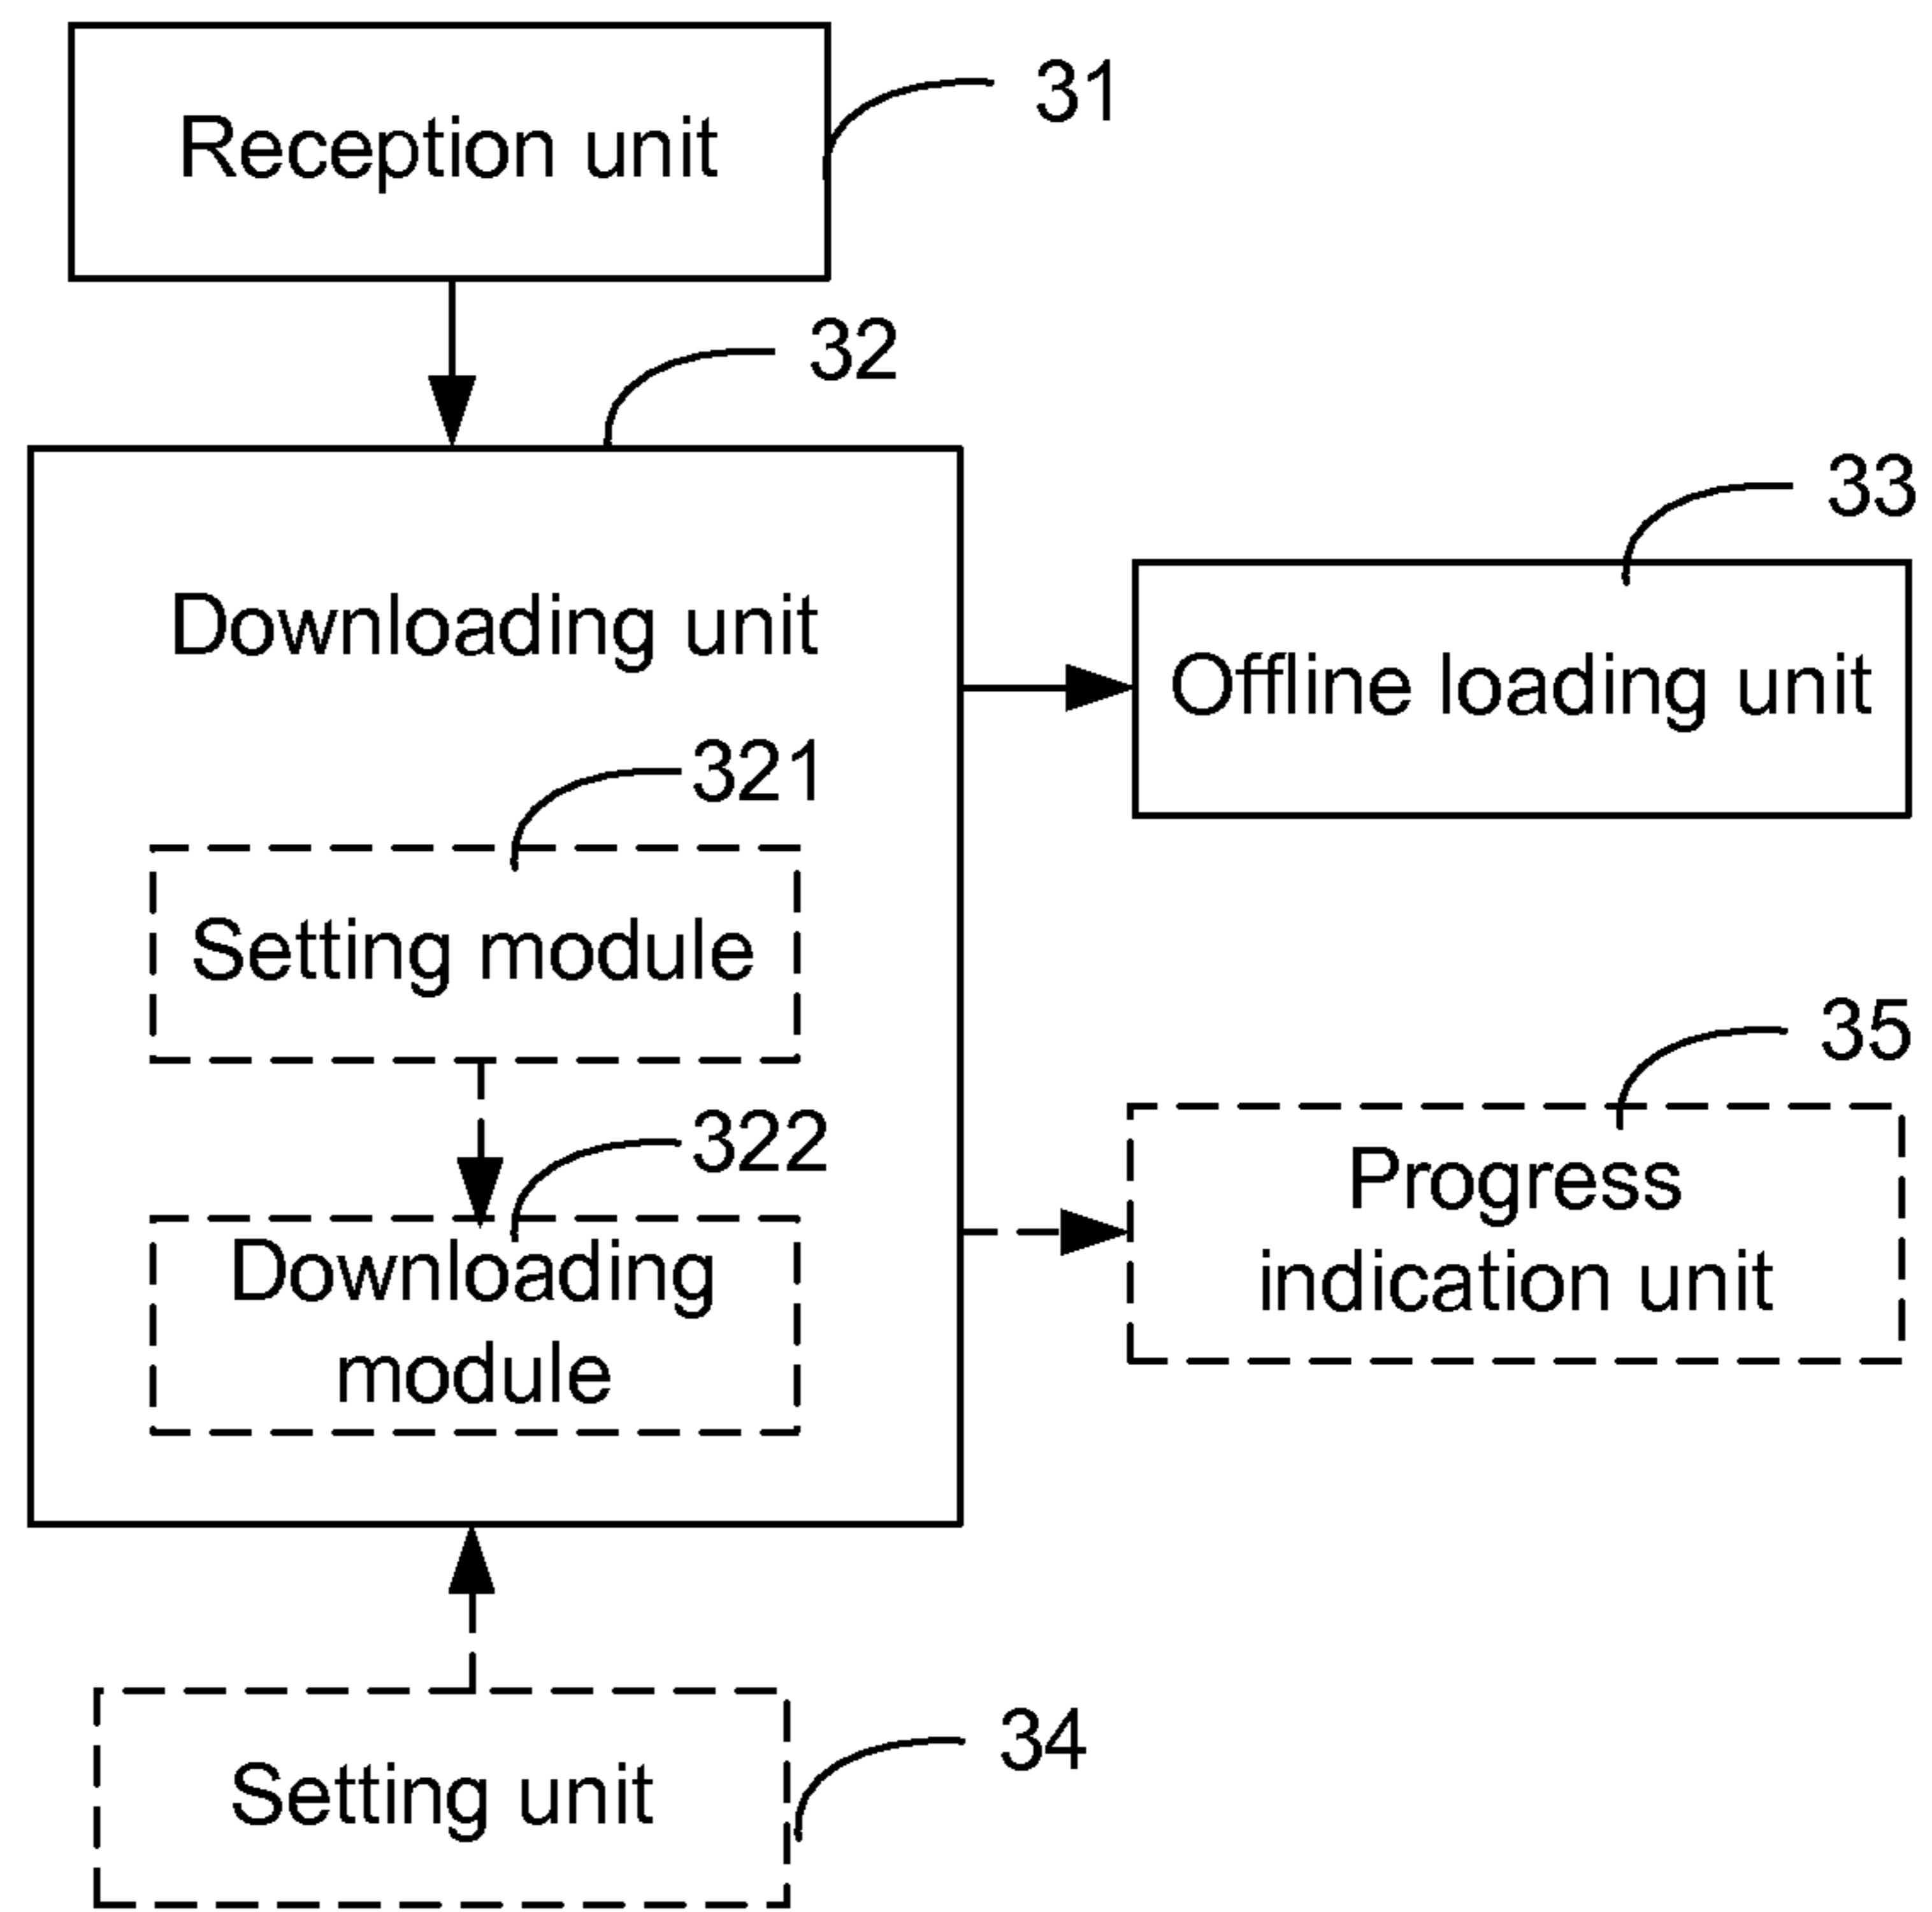 Reception unit
31
32
Downloading unit
33
Offline loading unit
321
Setting module
322
Downloading
module
35
Progress
indication unit
Setting unit
34